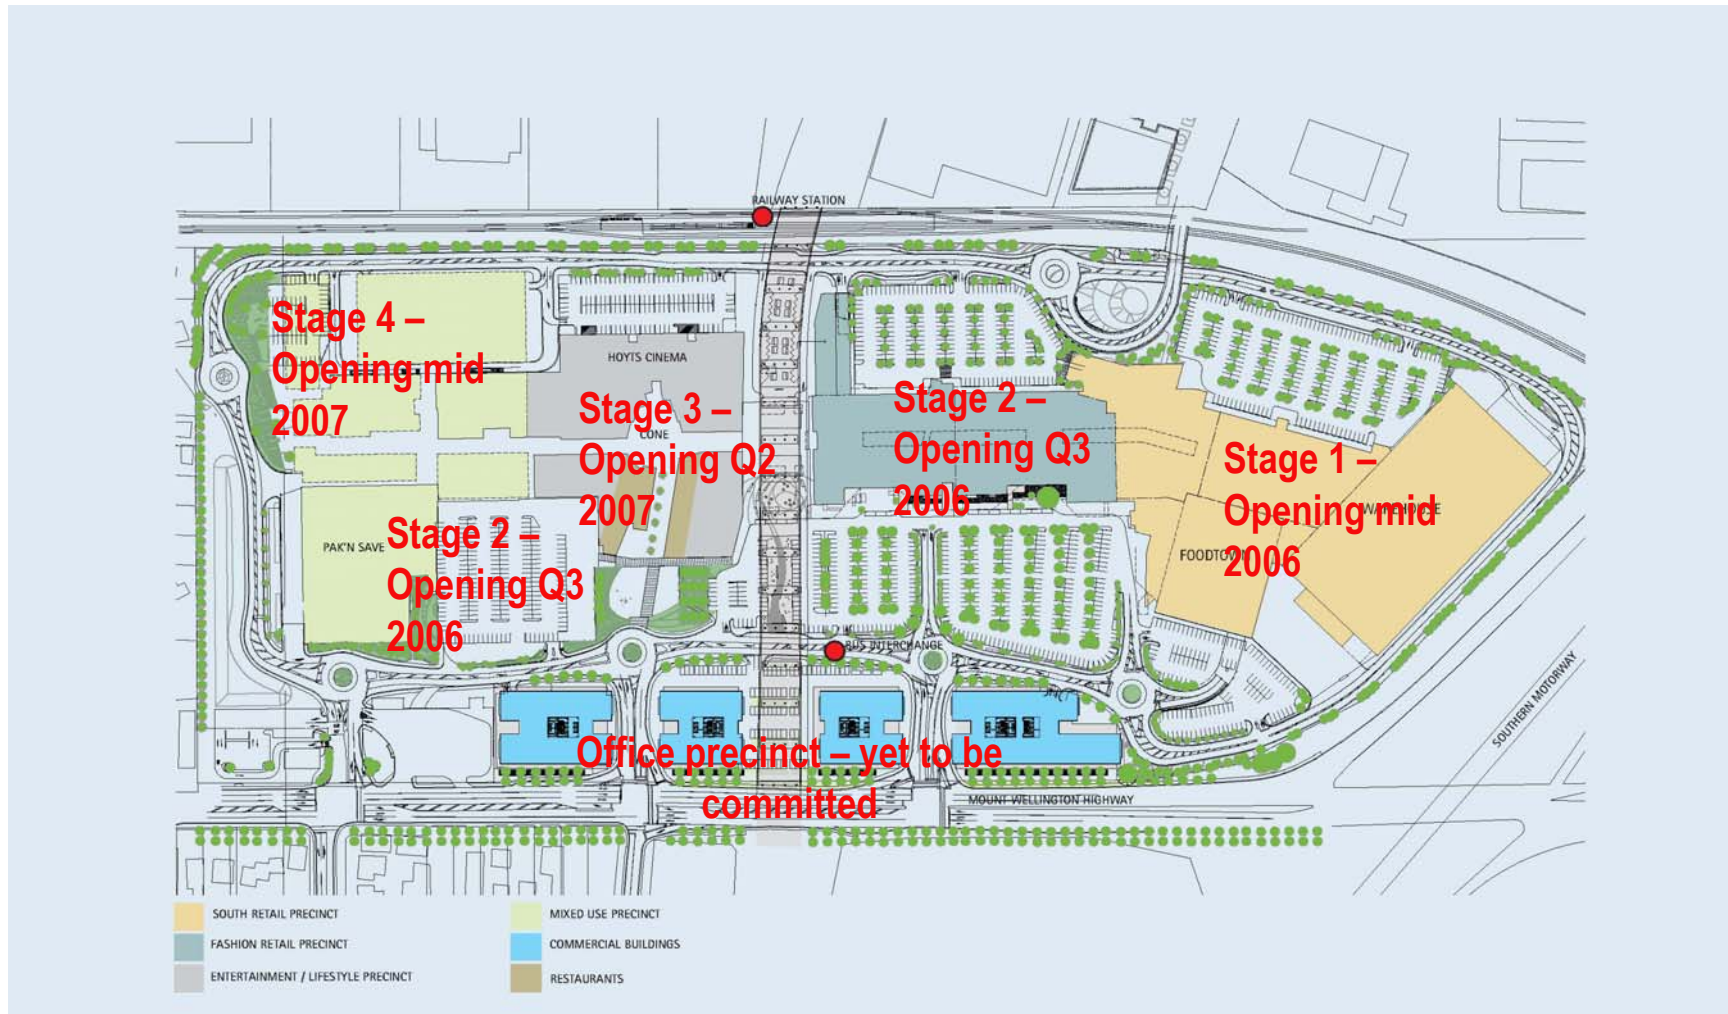 RAILWAY STATION
Stage 4 –
Opening mid
2007
HOYTS CINEMA
Stage 3 –
CONE
Opening Q2
2007
Stage 2 –
Opening Q3
2006
Stage 1 –
Opening mid
2006
WAREHOUSE
FOODTOWN
PAK'N SAVE
Stage 2 –
Opening Q3
2006
BUS INTERCHANGE
SOUTHERN MOTORWAY
Office precinct – yet to be
committed
MOUNT WELLINGTON HIGHWAY
SOUTH RETAIL PRECINCT
FASHION RETAIL PRECINCT
ENTERTAINMENT / LIFESTYLE PRECINCT
MIXED USE PRECINCT
COMMERCIAL BUILDINGS
RESTAURANTS